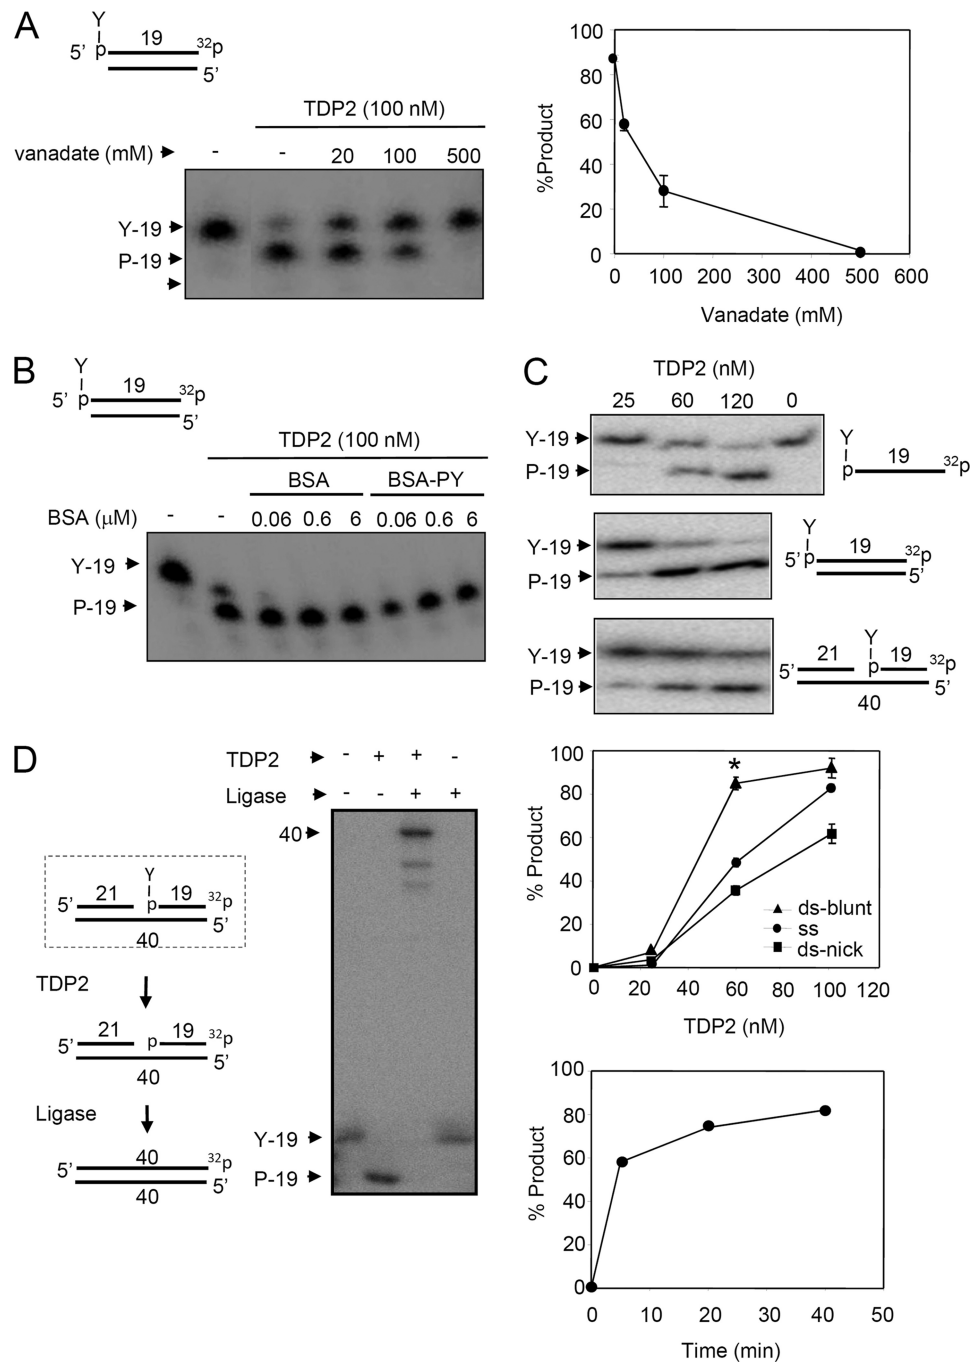 A
Y
5’ p 19 32p
5’
TDP2 (100 nM)
vanadate (mM) - - 20 100 500
Y-19
P-19
100
80
60
40
20
0
%Product
0 100 200 300 400 500 600
Vanadate (mM)
B
Y
5’ p 19 32p
5’
TDP2 (100 nM)
BSA BSA-PY
BSA (μM) - - 0.06 0.6 6 0.06 0.6 6
Y-19
P-19
C
TDP2 (nM)
25 60 120 0
Y-19
P-19
Y
p 19 32p
Y-19
P-19
Y
5’ p 19 32p
5’
Y-19
P-19
Y
5’ 21 p 19 32p
5’
40
100
80
60
40
20
0
% Product
*
ds-blunt
ss
ds-nick
0 20 40 60 80 100 120
TDP2 (nM)
100
80
60
40
20
0
% Product
0 10 20 30 40 50
Time (min)
D
TDP2 - + + -
Ligase - - + +
40
Y-19
P-19
Y
5’ 21 p 19 32p
5’
40
TDP2
5’ 21 p 19 32p
5’
40
Ligase
40
5’ 32p
5’
40